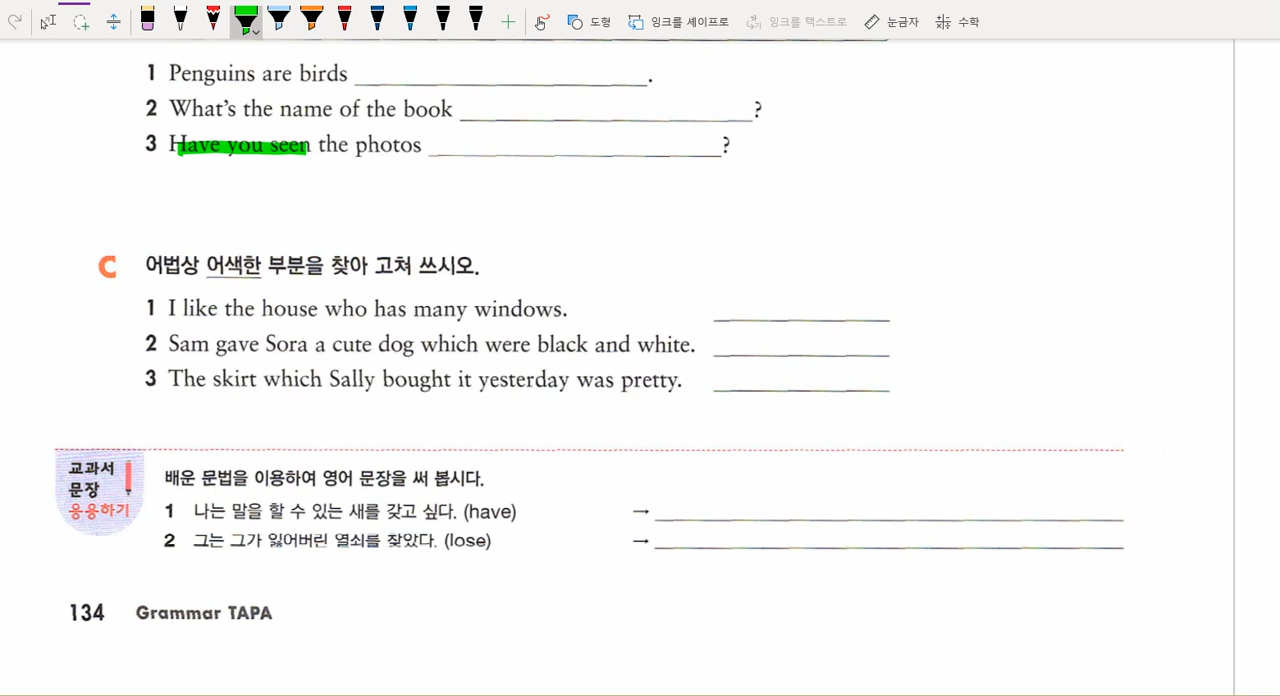 도형
잉크를 셰이프로
잉크를 텍스트로
눈금자
수학
1 Penguins are birds ____________.
2 What's the name of the book ____________?
3 Have you seen the photos ____________?
C 어법상 어색한 부분을 찾아 고쳐 쓰시오.
1 I like the house who has many windows. ____________
2 Sam gave Sora a cute dog which were black and white. ____________
3 The skirt which Sally bought it yesterday was pretty. ____________
교과서
문장
응용하기
배운 문법을 이용하여 영어 문장을 써 봅시다.
1 나는 말을 할 수 있는 새를 갖고 싶다. (have) → ____________
2 그는 그가 잃어버린 열쇠를 찾았다. (lose) → ____________
134 Grammar TAPA